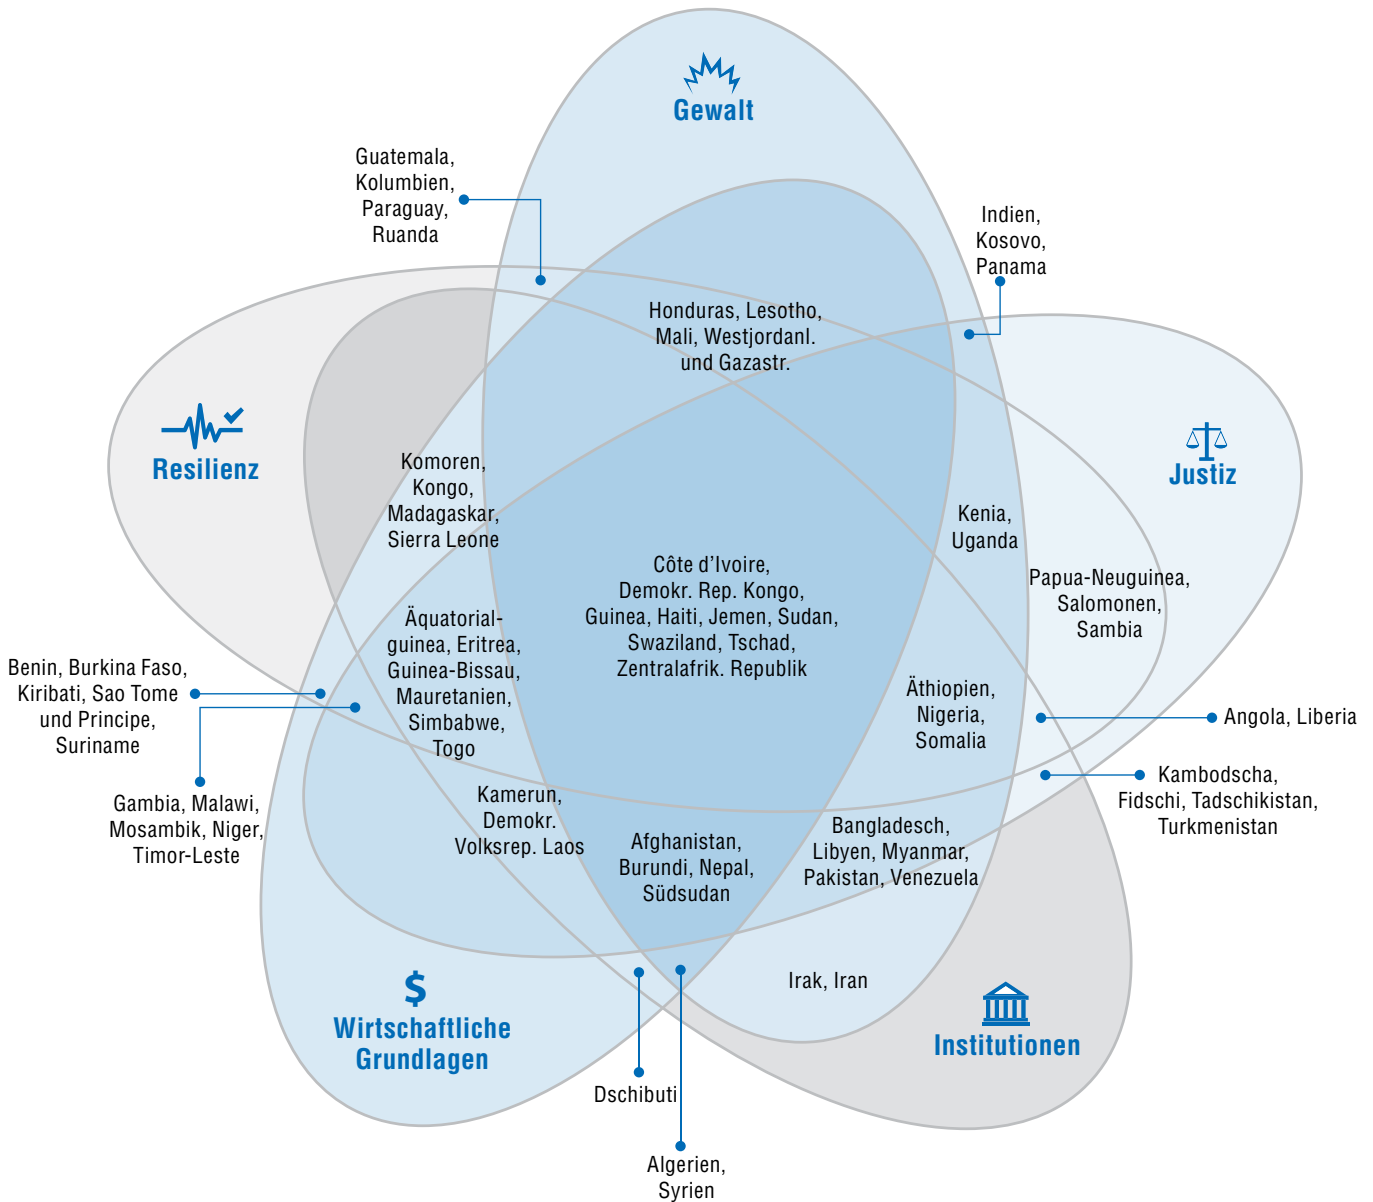 Gewalt
Guatemala,
Kolumbien,
Paraguay,
Ruanda
Indien,
Kosovo,
Panama
Honduras, Lesotho,
Mali, Westjordanl.
und Gazastr.
Resilienz
Justiz
Komoren,
Kongo,
Madagaskar,
Sierra Leone
Kenia,
Uganda
Côte d’Ivoire,
Demokr. Rep. Kongo,
Guinea, Haiti, Jemen, Sudan,
Swaziland, Tschad,
Zentralafrik. Republik
Papua-Neuguinea,
Salomonen,
Sambia
Äquatorial-
guinea, Eritrea,
Guinea-Bissau,
Mauretanien,
Simbabwe,
Togo
Benin, Burkina Faso,
Kiribati, Sao Tome
und Principe,
Suriname
Äthiopien,
Nigeria,
Somalia
Angola, Liberia
Gambia, Malawi,
Mosambik, Niger,
Timor-Leste
Kamerun,
Demokr.
Volksrep. Laos
Kambodscha,
Fidschi, Tadschikistan,
Turkmenistan
Afghanistan,
Burundi, Nepal,
Südsudan
Bangladesch,
Libyen, Myanmar,
Pakistan, Venezuela
Irak, Iran
$
Wirtschaftliche
Grundlagen
Institutionen
Dschibuti
Algerien,
Syrien